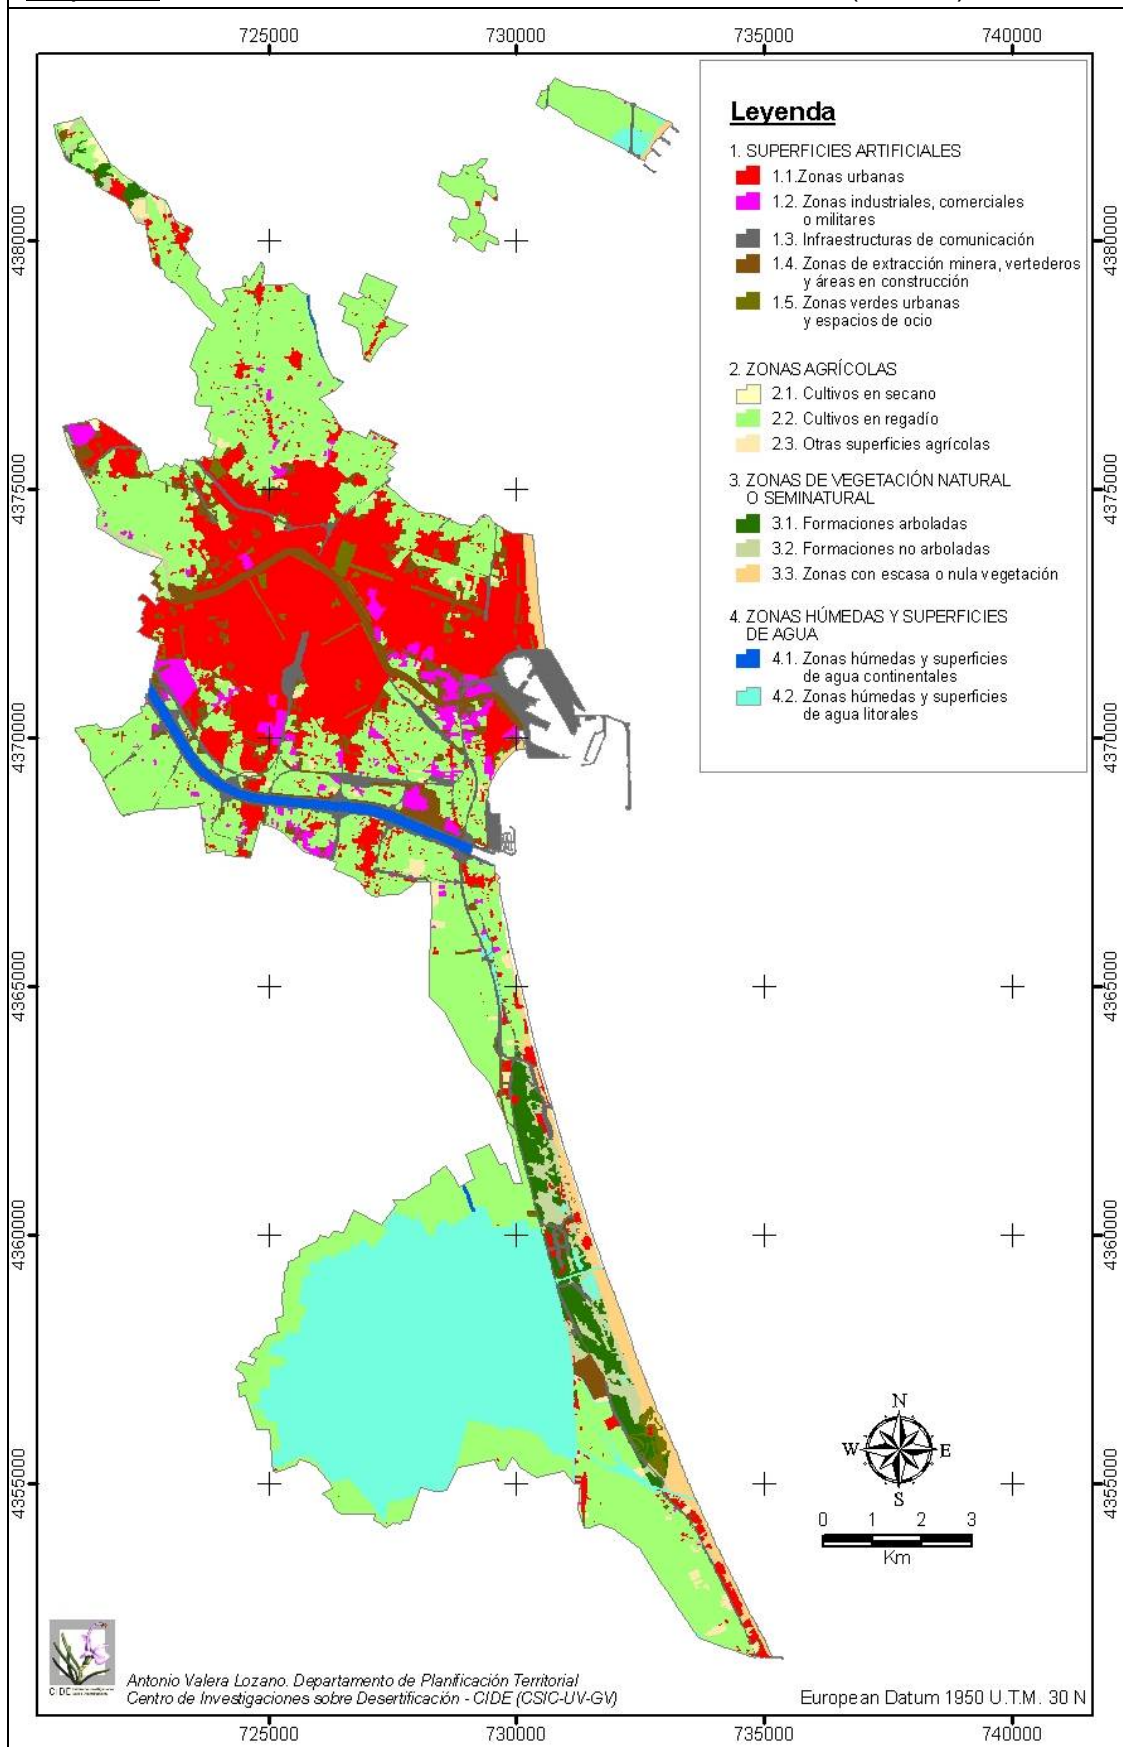 725000 730000 735000 740000
Leyenda
1. SUPERFICIES ARTIFICIALES
1.1.Zonas urbanas
1.2. Zonas industriales, comerciales
o militares
1.3. Infraestructuras de comunicación
1.4. Zonas de extracción minera, vertederos
y áreas en construcción
1.5. Zonas verdes urbanas
y espacios de ocio
2. ZONAS AGRÍCOLAS
2.1. Cultivos en secano
2.2. Cultivos en regadío
2.3. Otras superficies agrícolas
3. ZONAS DE VEGETACIÓN NATURAL
O SEMINATURAL
3.1. Formaciones arboladas
3.2. Formaciones no arboladas
3.3. Zonas con escasa o nula vegetación
4. ZONAS HÚMEDAS Y SUPERFICIES
DE AGUA
4.1. Zonas húmedas y superficies
de agua continentales
4.2. Zonas húmedas y superficies
de agua litorales
4380000 4380000
4375000 4375000
4370000 4370000
4365000 4365000
4360000 4360000
4355000 4355000
N
W E
S
0 1 2 3
Km
CIDE
Antonio Valera Lozano. Departamento de Planificación Territorial
Centro de Investigaciones sobre Desertificación - CIDE (CSIC-UV-GV)
European Datum 1950 U.T.M. 30 N
725000 730000 735000 740000